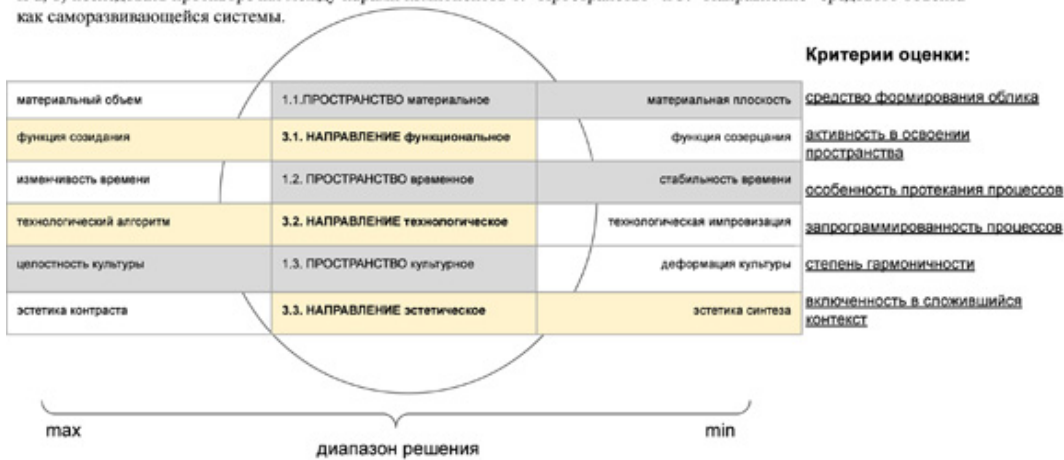 как саморазвивающейся системы.
Критерии оценки:
материальный объем 1.1.ПРОСТРАНСТВО материальное материальная плоскость средство формирования облика
функция созидания 3.1. НАПРАВЛЕНИЕ функциональное функция созерцания активность в освоении
пространства
изменчивость времени 1.2. ПРОСТРАНСТВО временное стабильность времени особенность протекания процессов
технологический алгоритм 3.2. НАПРАВЛЕНИЕ технологическое технологическая импровизация запрограммированность процессов
целостность культуры 1.3. ПРОСТРАНСТВО культурное деформация культуры степень гармоничности
эстетика контраста 3.3. НАПРАВЛЕНИЕ эстетическое эстетика синтеза включенность в сложившийся
контекст
max min
диапазон решения